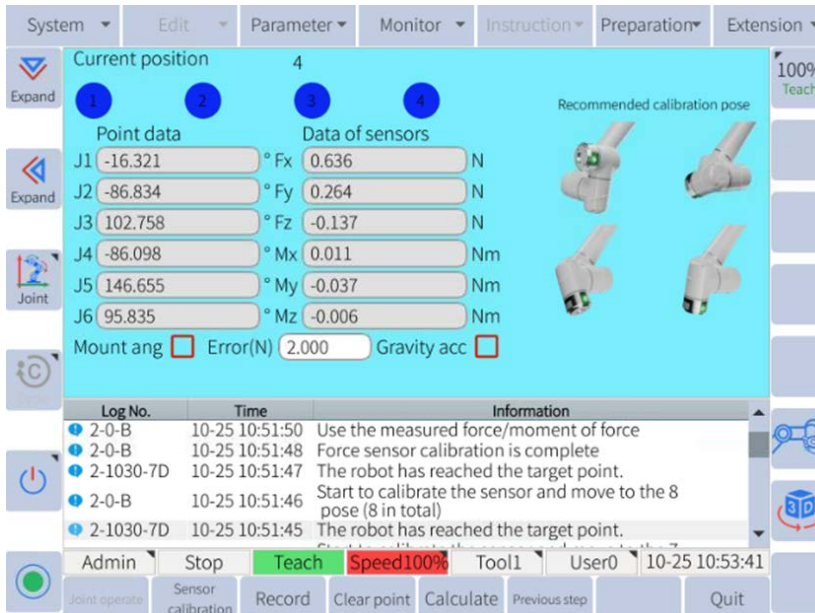 System Edit Parameter Monitor Instruction Preparation Extension
Current position 4
Expand
100%
Teach
1 2 3 4
Recommended calibration pose
Point data Data of sensors
J1 -16.321 ° Fx 0.636 N
Expand
J2 -86.834 ° Fy 0.264 N
J3 102.758 ° Fz -0.137 N
J4 -86.098 ° Mx 0.011 Nm
J5 146.655 ° My -0.037 Nm
Joint
J6 95.835 ° Mz -0.006 Nm
Mount ang Error(N) 2.000 Gravity acc
Log No. Time Information
2-0-B 10-25 10:51:50 Use the measured force/moment of force
2-0-B 10-25 10:51:48 Force sensor calibration is complete
2-1030-7D 10-25 10:51:47 The robot has reached the target point.
2-0-B 10-25 10:51:46 Start to calibrate the sensor and move to the 8
pose (8 in total)
2-1030-7D 10-25 10:51:45 The robot has reached the target point.
3D
Admin Stop Teach Speed100% Tool1 User0 10-25 10:53:41
Joint operate Sensor calibration Record Clear point Calculate Previous step Quit